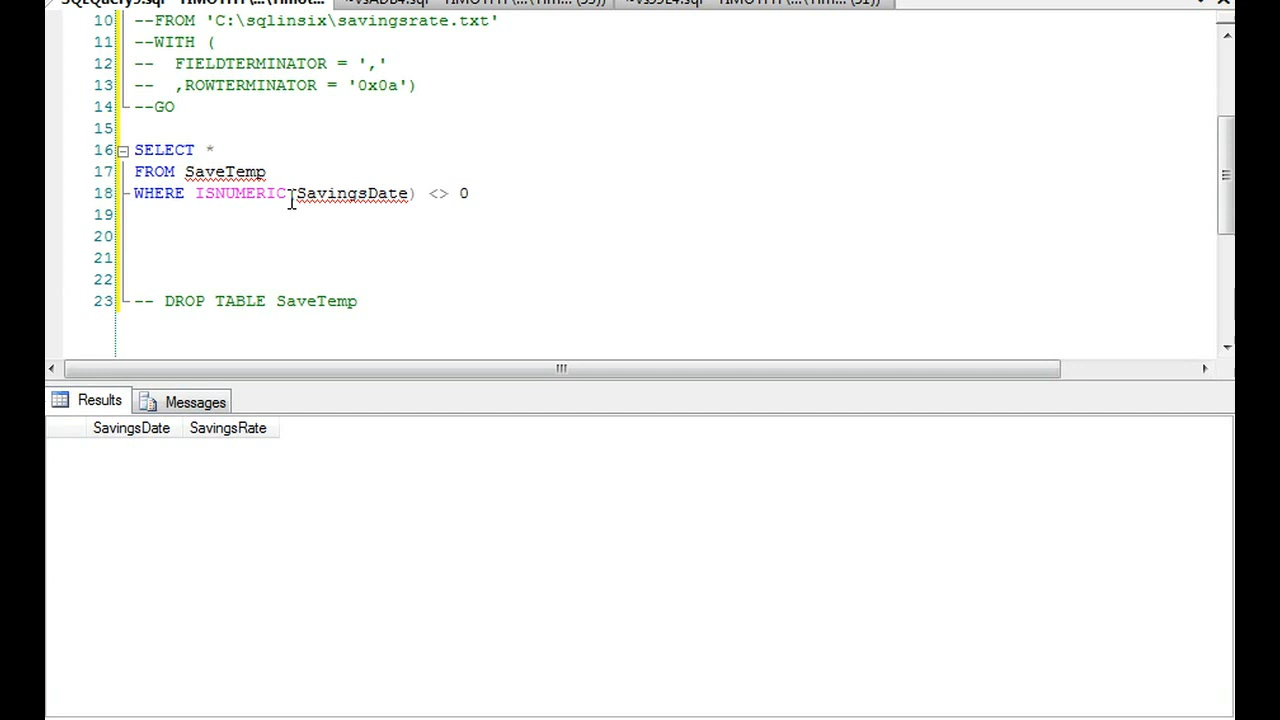 10 --FROM 'C:\sqlinsix\savingsrate.txt'
11 --WITH (
12 --  FIELDTERMINATOR = ','
13 --  ,ROWTERMINATOR = '0x0a')
14 --GO
15
16 SELECT *
17 FROM SaveTemp
18 WHERE ISNUMERIC(SavingsDate) <> 0
19
20
21
22
23 -- DROP TABLE SaveTemp
Results Messages
SavingsDate SavingsRate